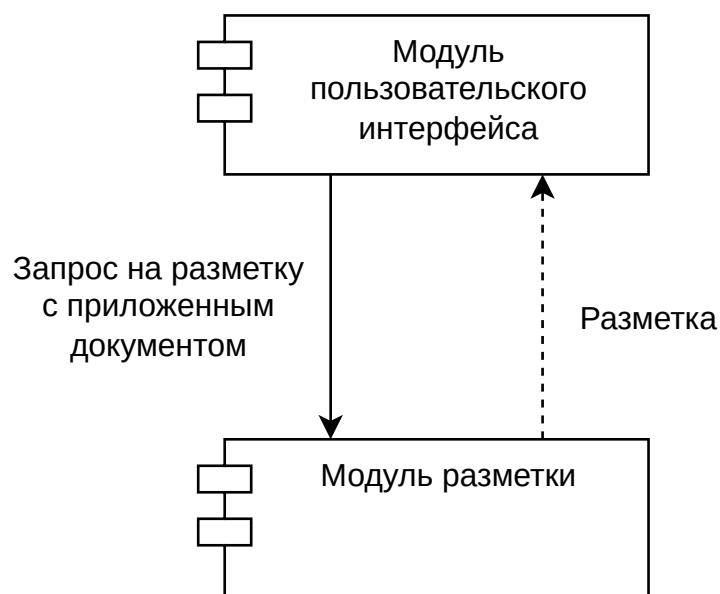 Модуль
пользовательского
интерфейса
Запрос на разметку
с приложенным
документом
Разметка
Модуль разметки